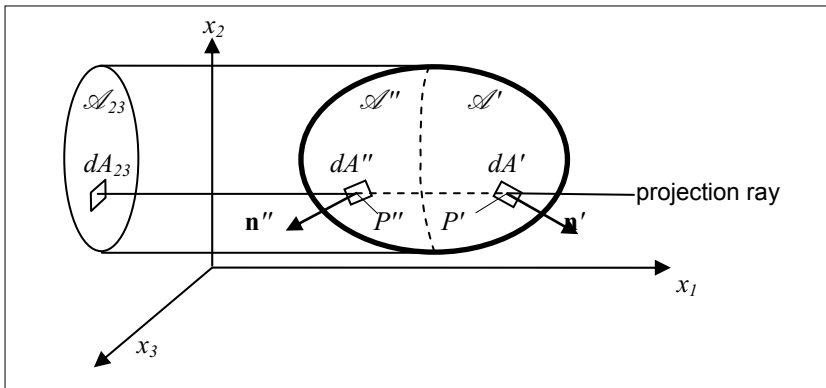 x₂
𝒜₂₃
𝒜″ 𝒜′
dA₂₃ dA″ dA′
projection ray
n″ P″ P′ n′
x₁
x₃